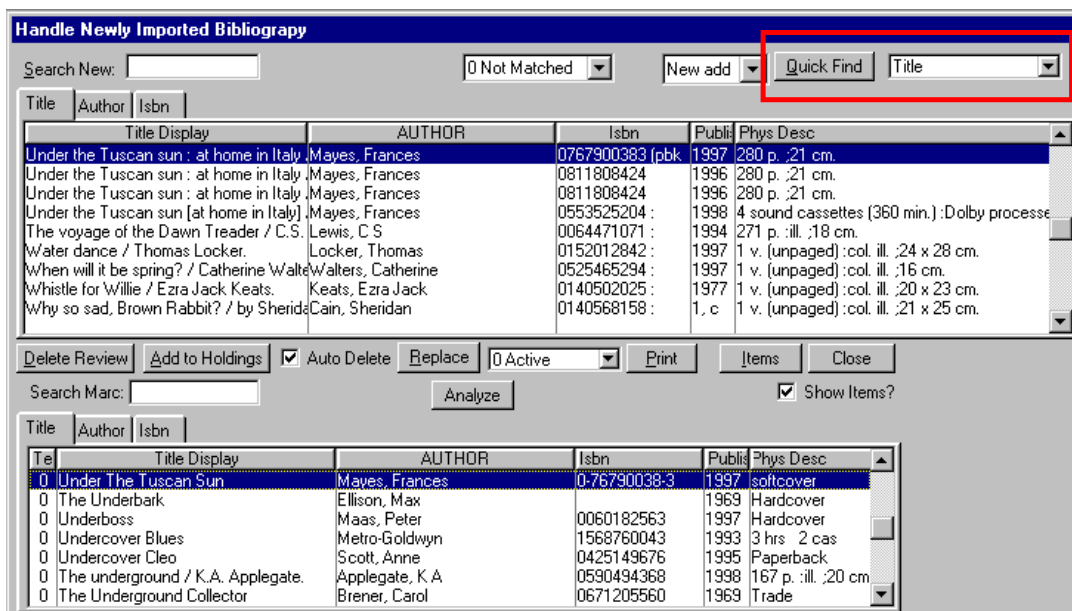 Handle Newly Imported Bibliograpy
Search New: 0 Not Matched New add Quick Find Title
Title Author Isbn
Title Display AUTHOR Isbn Publi Phys Desc
Under the Tuscan sun : at home in Italy . Mayes, Frances 0767900383 (pbk 1997 280 p. ;21 cm.
Under the Tuscan sun : at home in Italy . Mayes, Frances 0811808424 1996 280 p. ;21 cm.
Under the Tuscan sun : at home in Italy . Mayes, Frances 0811808424 1996 280 p. ;21 cm.
Under the Tuscan sun [at home in Italy] . Mayes, Frances 0553525204 : 1998 4 sound cassettes (360 min.) :Dolby processe
The voyage of the Dawn Treader / C.S. Lewis, C S 0064471071 : 1994 271 p. :ill. ;18 cm.
Water dance / Thomas Locker. Locker, Thomas 0152012842 : 1997 1 v. (unpaged) :col. ill. ;24 x 28 cm.
When will it be spring? / Catherine Walte Walters, Catherine 0525465294 : 1997 1 v. (unpaged) :col. ill. ;16 cm.
Whistle for Willie / Ezra Jack Keats. Keats, Ezra Jack 0140502025 : 1977 1 v. (unpaged) :col. ill. ;20 x 23 cm.
Why so sad, Brown Rabbit? / by Sherida Cain, Sheridan 0140568158 : 1, c 1 v. (unpaged) :col. ill. ;21 x 25 cm.
Delete Review Add to Holdings Auto Delete Replace 0 Active Print Items Close
Search Marc: Analyze Show Items?
Title Author Isbn
Te Title Display AUTHOR Isbn Publis Phys Desc
0 Under The Tuscan Sun Mayes, Frances 0-76790038-3 1997 softcover
0 The Underbark Ellison, Max 1969 Hardcover
0 Underboss Maas, Peter 0060182563 1997 Hardcover
0 Undercover Blues Metro-Goldwyn 1568760043 1993 3 hrs 2 cas
0 Undercover Cleo Scott, Anne 0425149676 1995 Paperback
0 The underground / K.A. Applegate. Applegate, K A 0590494368 1998 167 p. :ill. ;20 cm
0 The Underground Collector Brener, Carol 0671205560 1969 Trade